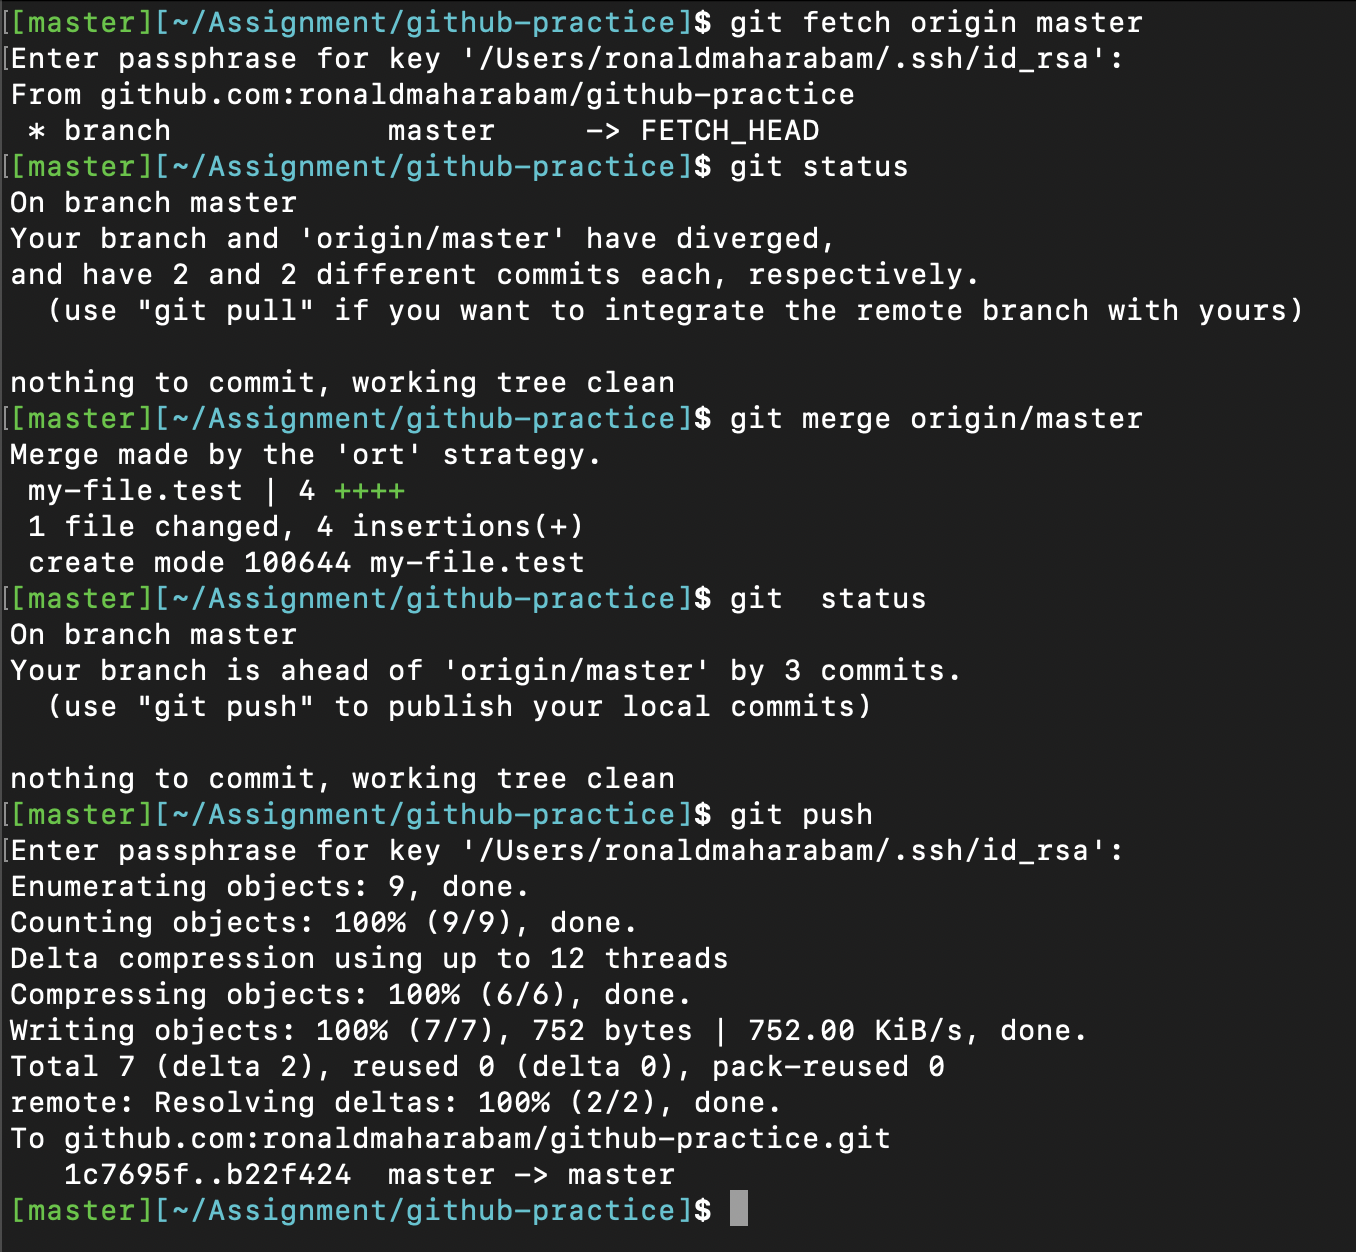 [[master][~/Assignment/github-practice]$ git fetch origin master
[Enter passphrase for key '/Users/ronaldmaharabam/.ssh/id_rsa':
From github.com:ronaldmaharabam/github-practice
 * branch            master     -> FETCH_HEAD
[[master][~/Assignment/github-practice]$ git status
On branch master
Your branch and 'origin/master' have diverged,
and have 2 and 2 different commits each, respectively.
  (use "git pull" if you want to integrate the remote branch with yours)

nothing to commit, working tree clean
[[master][~/Assignment/github-practice]$ git merge origin/master
Merge made by the 'ort' strategy.
 my-file.test | 4 ++++
 1 file changed, 4 insertions(+)
 create mode 100644 my-file.test
[[master][~/Assignment/github-practice]$ git  status
On branch master
Your branch is ahead of 'origin/master' by 3 commits.
  (use "git push" to publish your local commits)

nothing to commit, working tree clean
[[master][~/Assignment/github-practice]$ git push
[Enter passphrase for key '/Users/ronaldmaharabam/.ssh/id_rsa':
Enumerating objects: 9, done.
Counting objects: 100% (9/9), done.
Delta compression using up to 12 threads
Compressing objects: 100% (6/6), done.
Writing objects: 100% (7/7), 752 bytes | 752.00 KiB/s, done.
Total 7 (delta 2), reused 0 (delta 0), pack-reused 0
remote: Resolving deltas: 100% (2/2), done.
To github.com:ronaldmaharabam/github-practice.git
   1c7695f..b22f424  master -> master
[master][~/Assignment/github-practice]$